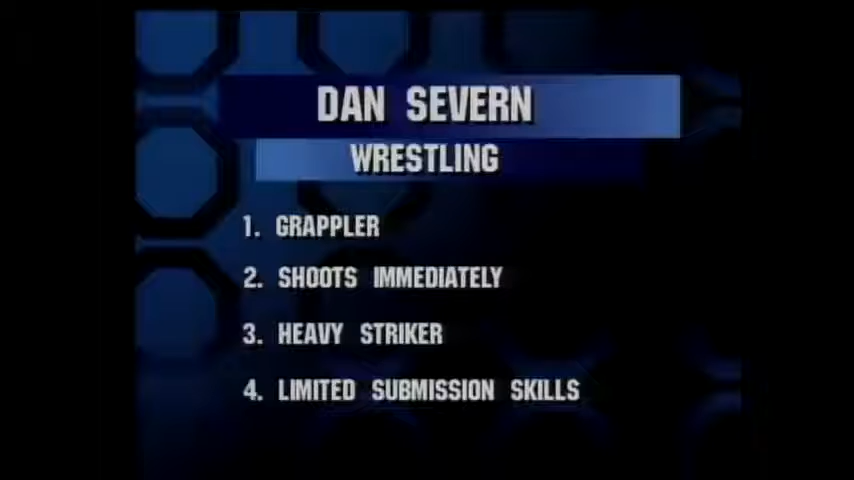 DAN SEVERN
WRESTLING
1. GRAPPLER
2. SHOOTS IMMEDIATELY
3. HEAVY STRIKER
4. LIMITED SUBMISSION SKILLS